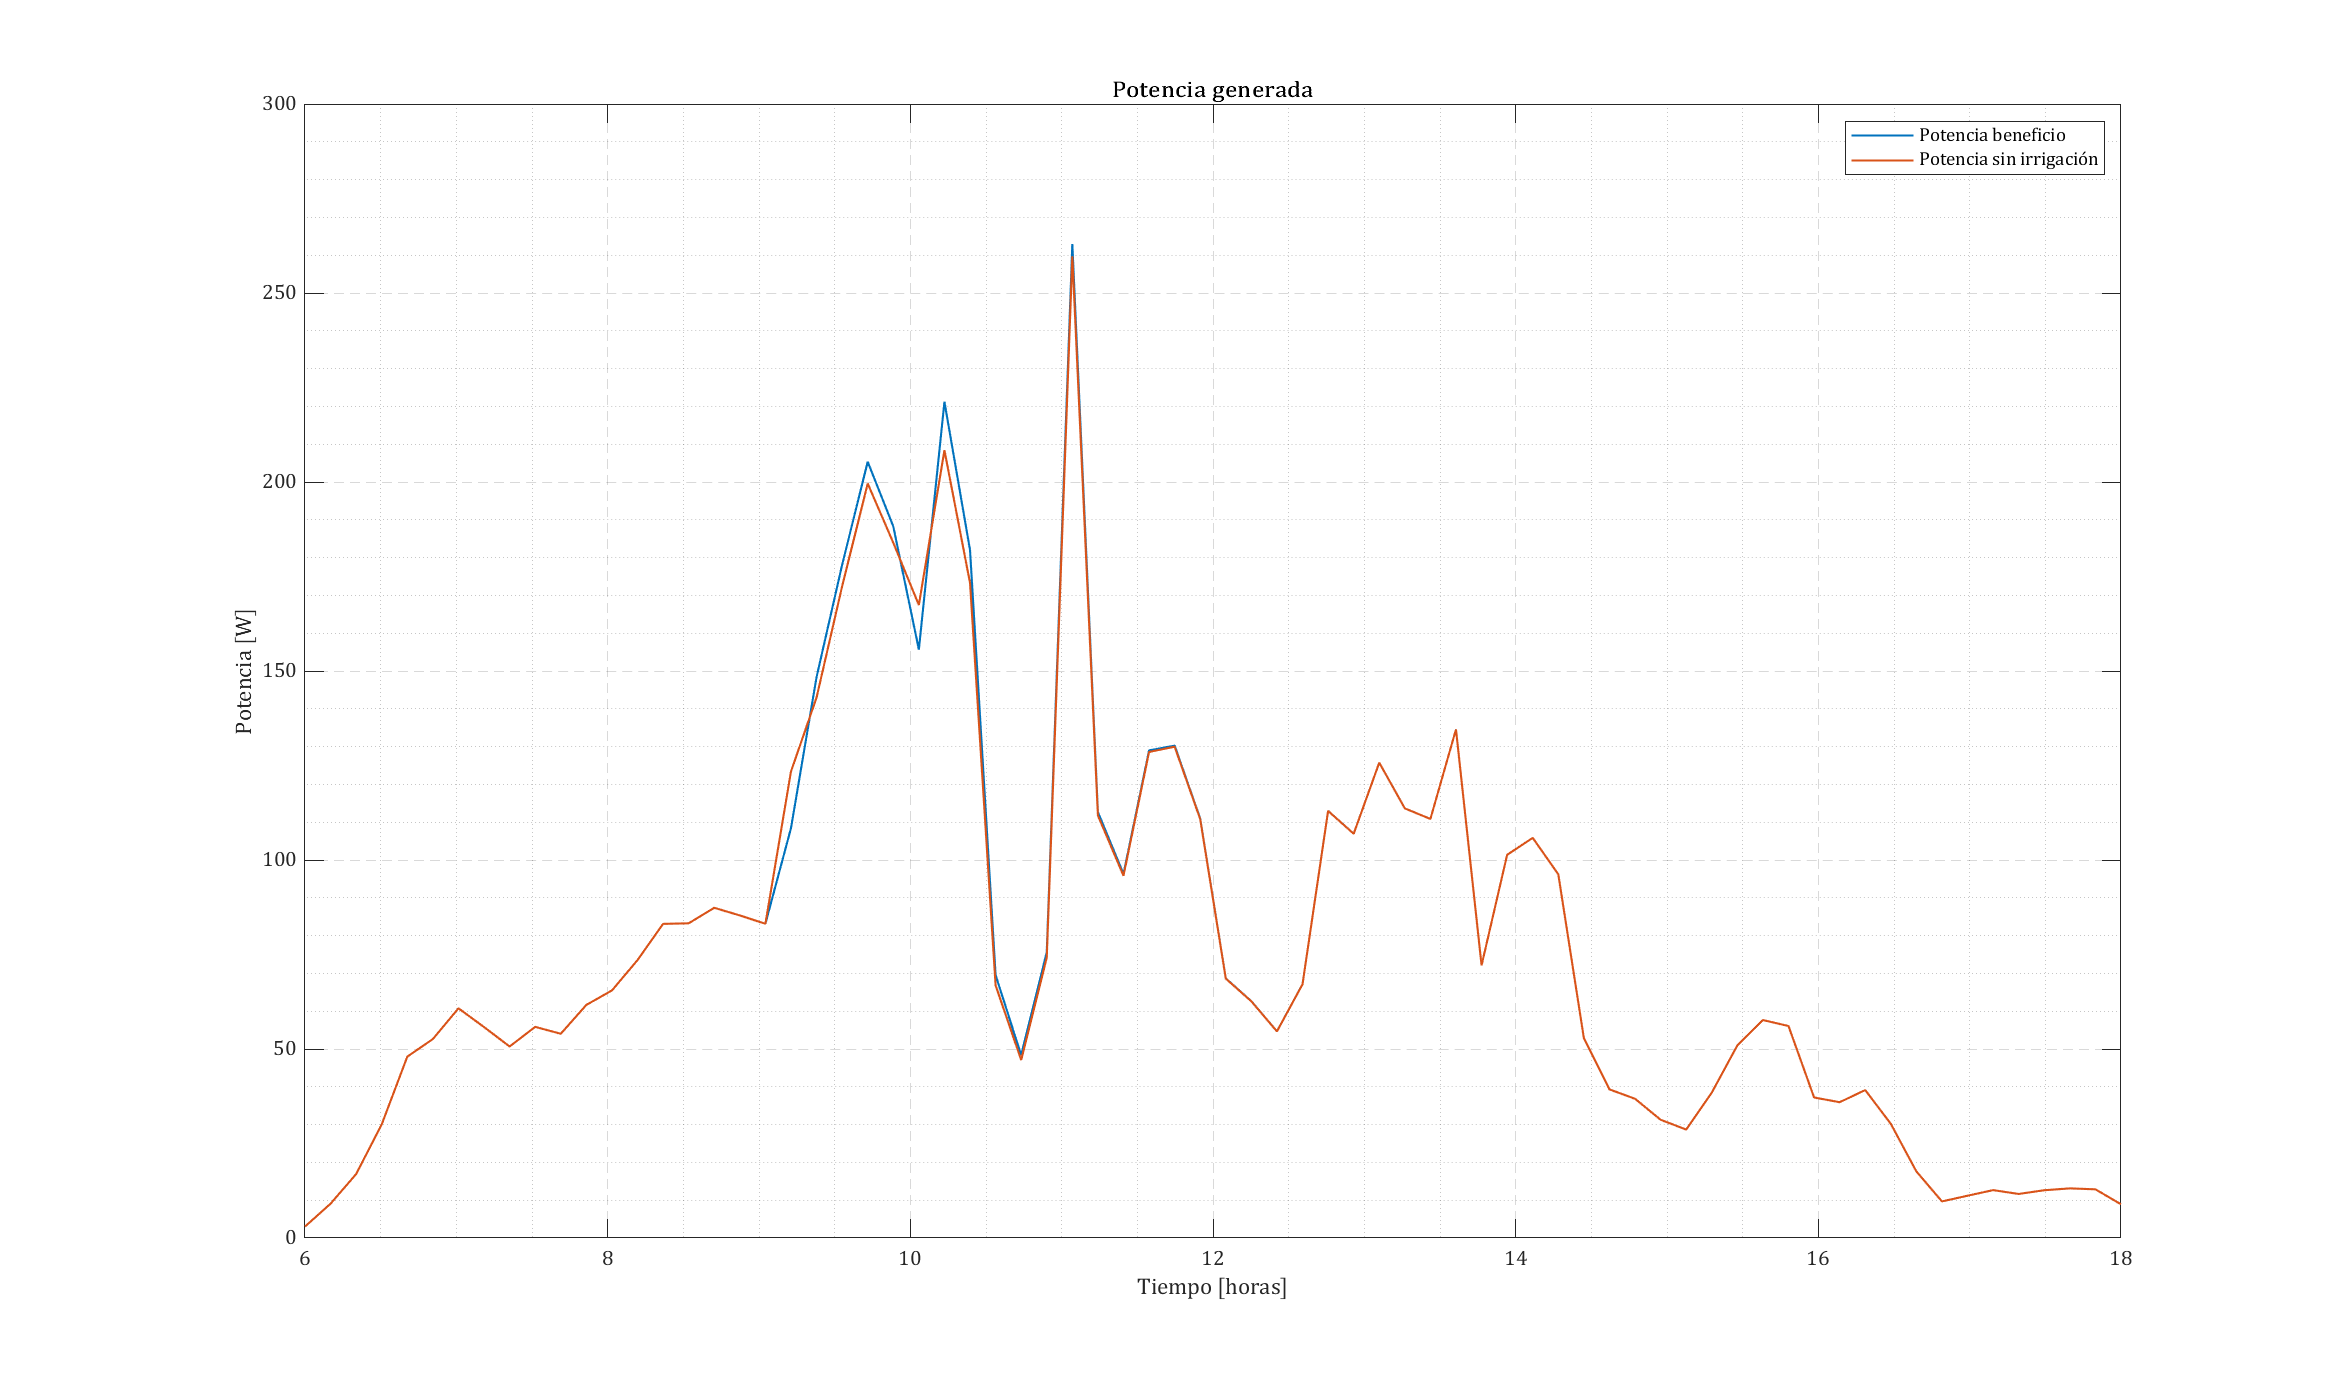 Potencia generada
300
250
200
150
100
50
0
Potencia [W]
Potencia beneficio
Potencia sin irrigación
6 8 10 12 14 16 18
Tiempo [horas]